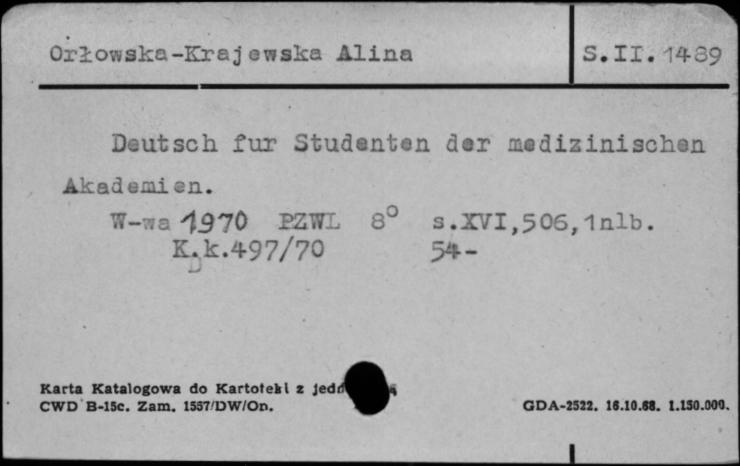 Orłowska-Krajewska Alina S.II.1489
Deutsch fur Studenten der medizinischen
Akademien.
W-wa 1970 PZWL 8° s.XVI,506,1nlb.
K.k.497/70 54-
D
Karta Katalogowa do Kartoteki z
CWD B-15c. Zam. 1557/DW/Op. GDA-2522. 16.10.68. 1.150.000.